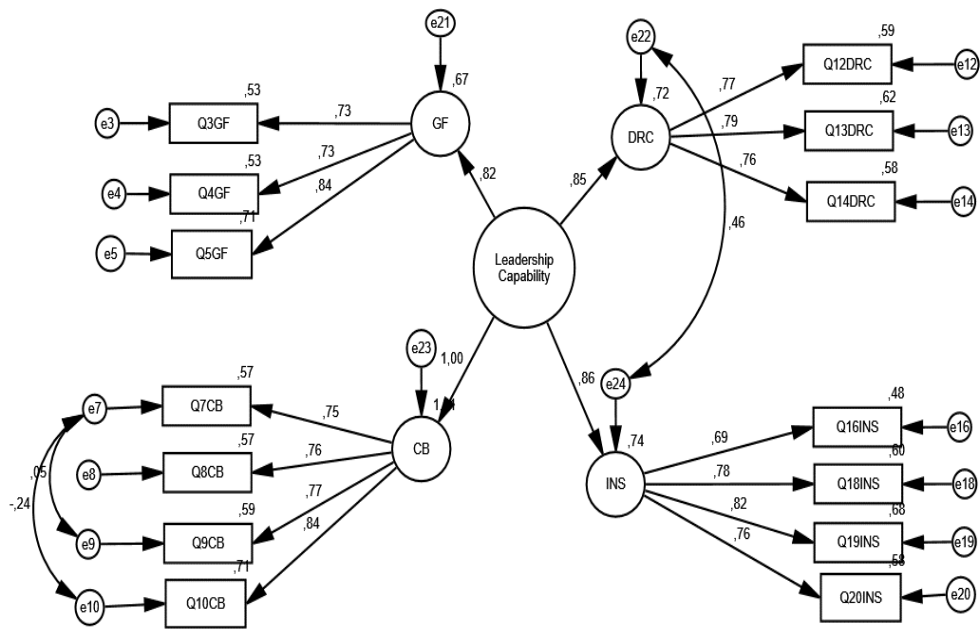 e21
,67
GF
,53
e3
Q3GF
,73
,53
e4
Q4GF
,73
,71
e5
Q5GF
,84
,82
e22
,72
DRC
,59
Q12DRC
e12
,77
,62
Q13DRC
e13
,79
,58
Q14DRC
e14
,76
,85
,46
Leadership
Capability
e23
1,00
CB
,57
e7
Q7CB
,75
,57
e8
Q8CB
,76
,05
-,24
,59
e9
Q9CB
,77
,71
e10
Q10CB
,84
,86
e24
,74
INS
,48
Q16INS
e16
,69
,60
Q18INS
e18
,78
,68
Q19INS
e19
,82
,58
Q20INS
e20
,76